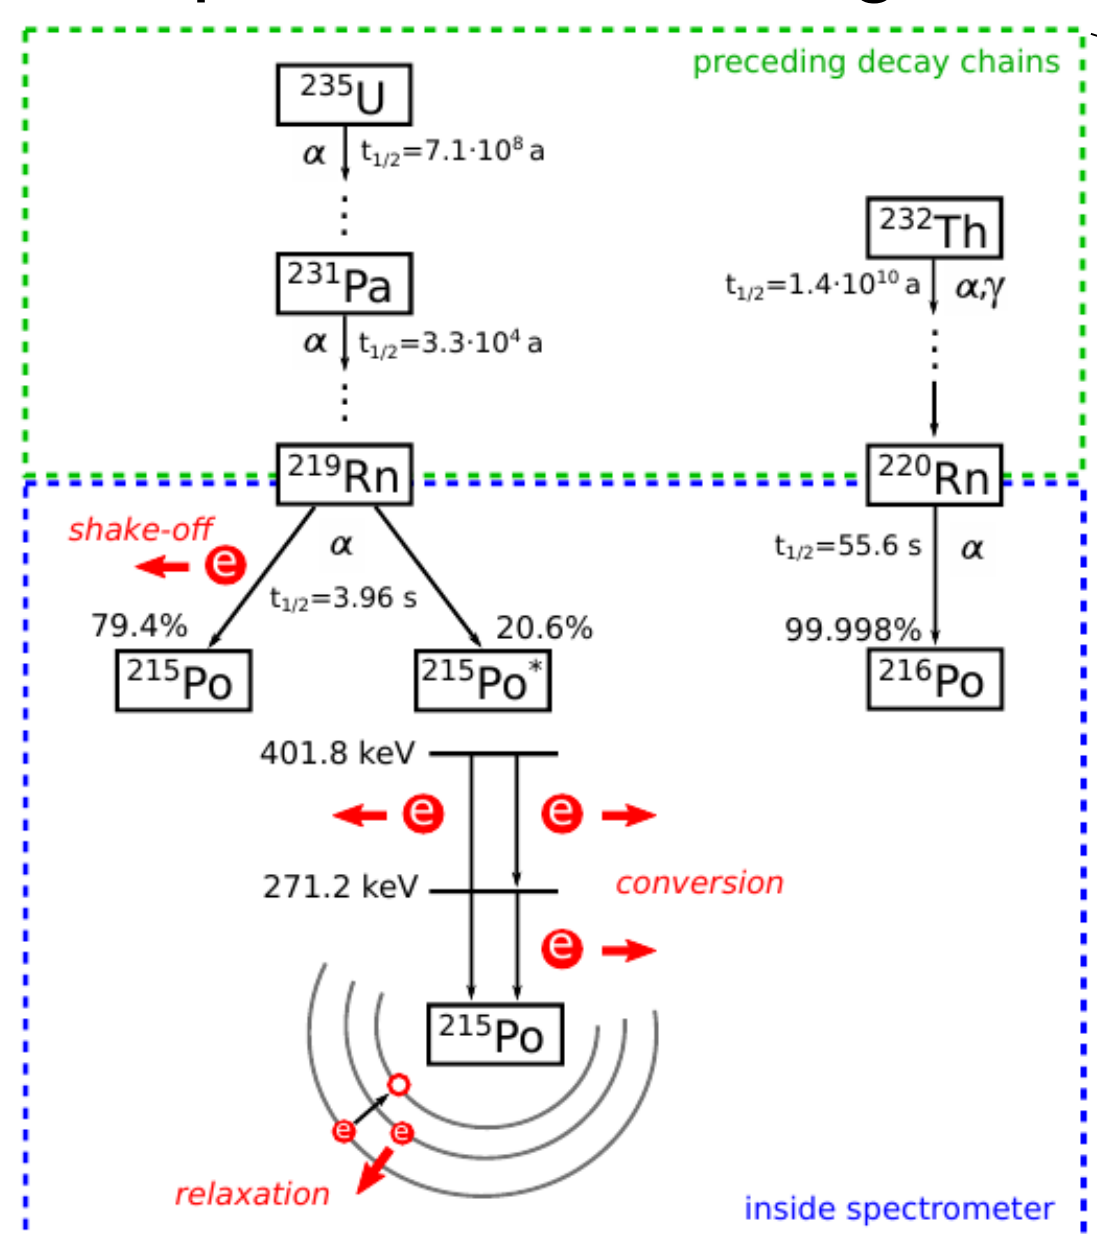 preceding decay chains
²³⁵U
α t₁/₂=7.1·10⁸ a
⋮
²³¹Pa
α t₁/₂=3.3·10⁴ a
⋮
²³²Th
t₁/₂=1.4·10¹⁰ a α,γ
⋮
²¹⁹Rn
²²⁰Rn
shake-off
e
α
t₁/₂=3.96 s
79.4%
20.6%
²¹⁵Po
²¹⁵Po*
t₁/₂=55.6 s α
99.998%
²¹⁶Po
401.8 keV
e e
271.2 keV
conversion
e
²¹⁵Po
e e
relaxation
inside spectrometer